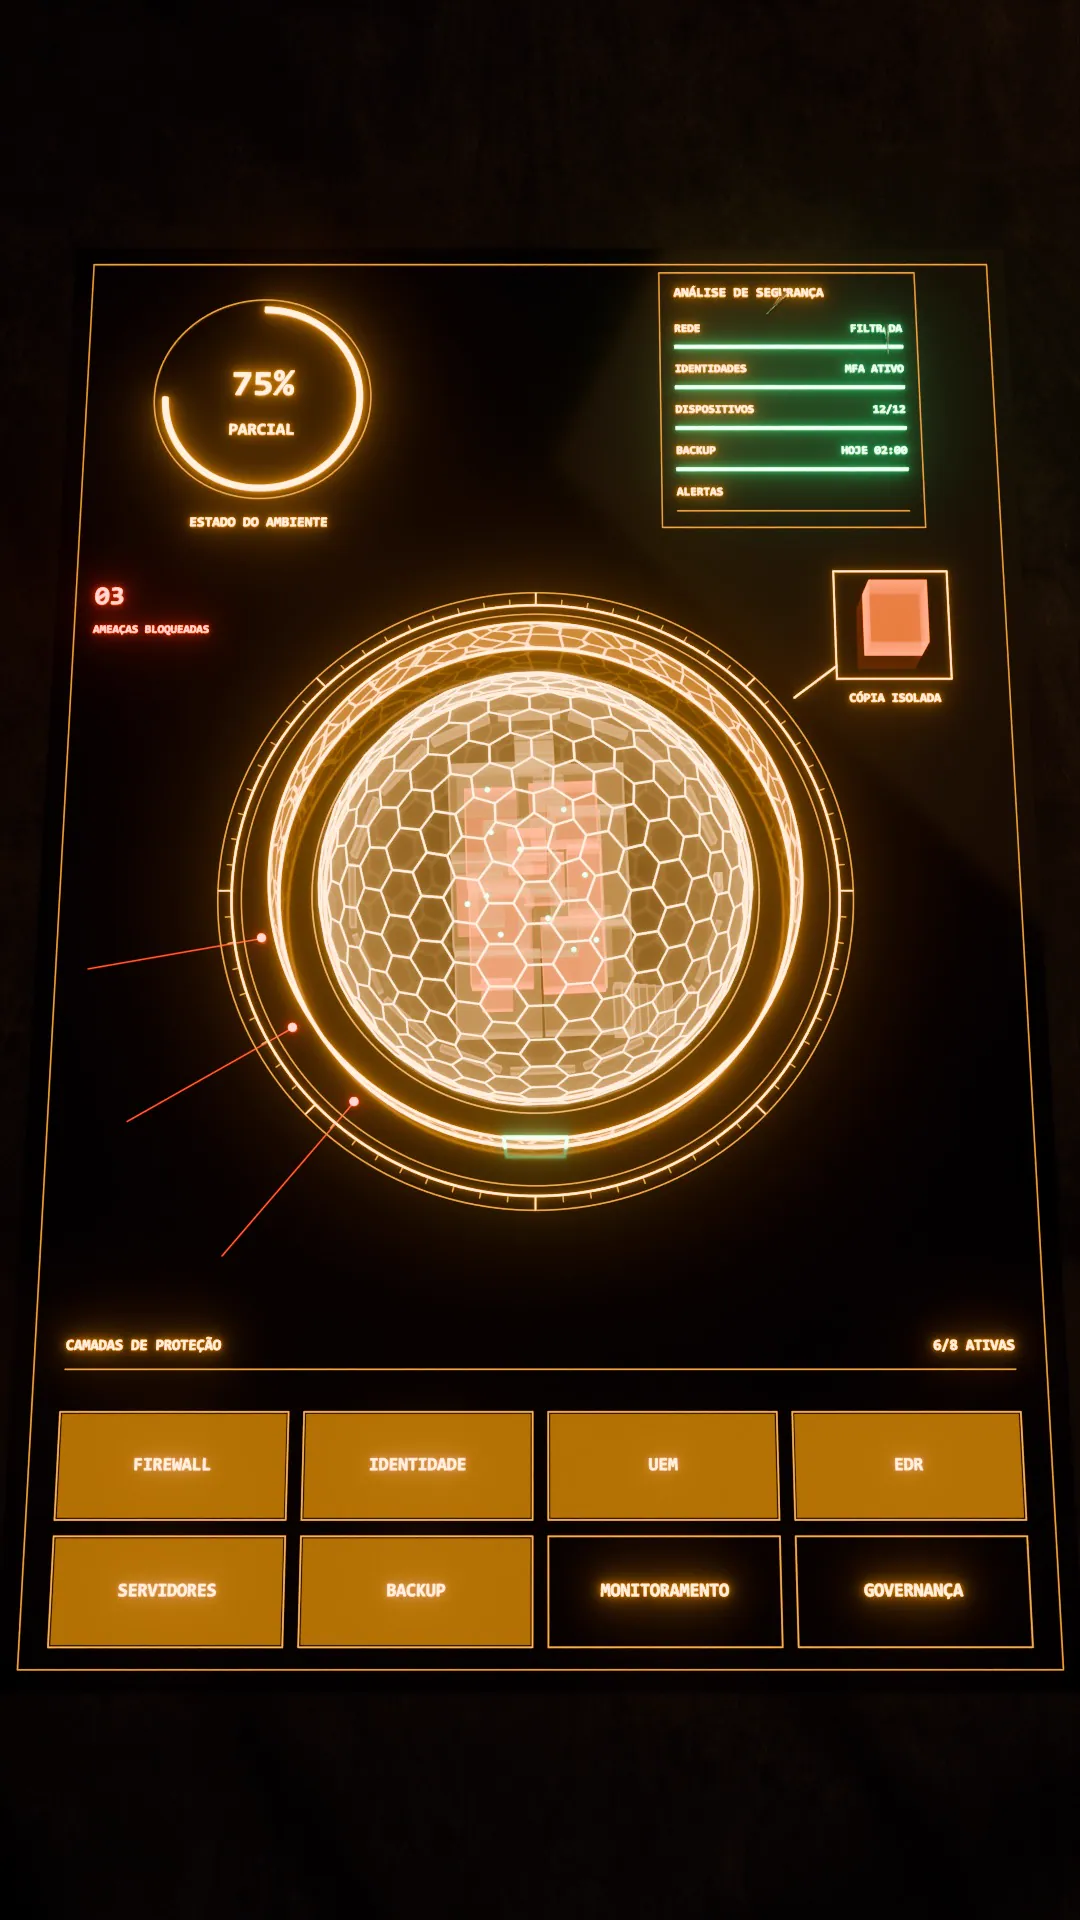 75%
PARCIAL
ESTADO DO AMBIENTE
ANÁLISE DE SEGURANÇA
REDE FILTRADA
IDENTIDADES MFA ATIVO
DISPOSITIVOS 12/12
BACKUP HOJE 02:00
ALERTAS
03
AMEAÇAS BLOQUEADAS
CÓPIA ISOLADA
CAMADAS DE PROTEÇÃO 6/8 ATIVAS
FIREWALL IDENTIDADE UEM EDR
SERVIDORES BACKUP MONITORAMENTO GOVERNANÇA